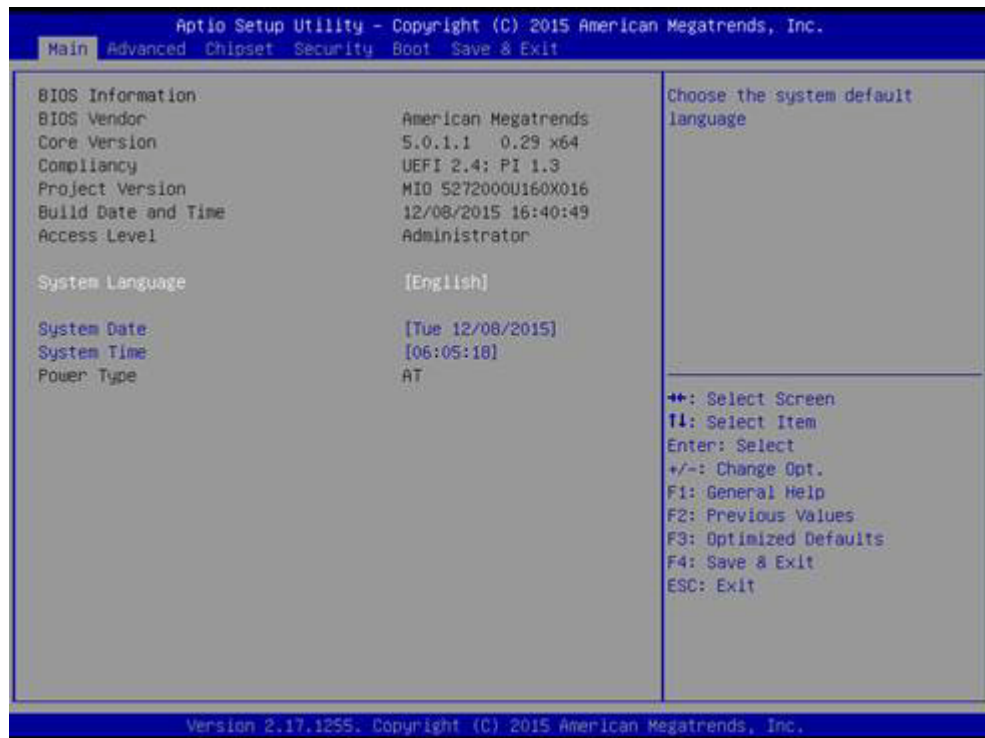 Aptio Setup Utility – Copyright (C) 2015 American Megatrends, Inc.
Main Advanced Chipset Security Boot Save & Exit
BIOS Information
BIOS Vendor American Megatrends
Core Version 5.0.1.1 0.29 x64
Compliancy UEFI 2.4; PI 1.3
Project Version MIO 5272000U160X016
Build Date and Time 12/08/2015 16:40:49
Access Level Administrator
System Language [English]
System Date [Tue 12/08/2015]
System Time [06:05:18]
Power Type AT
Choose the system default
language
→←: Select Screen
↑↓: Select Item
Enter: Select
+/-: Change Opt.
F1: General Help
F2: Previous Values
F3: Optimized Defaults
F4: Save & Exit
ESC: Exit
Version 2.17.1255. Copyright (C) 2015 American Megatrends, Inc.